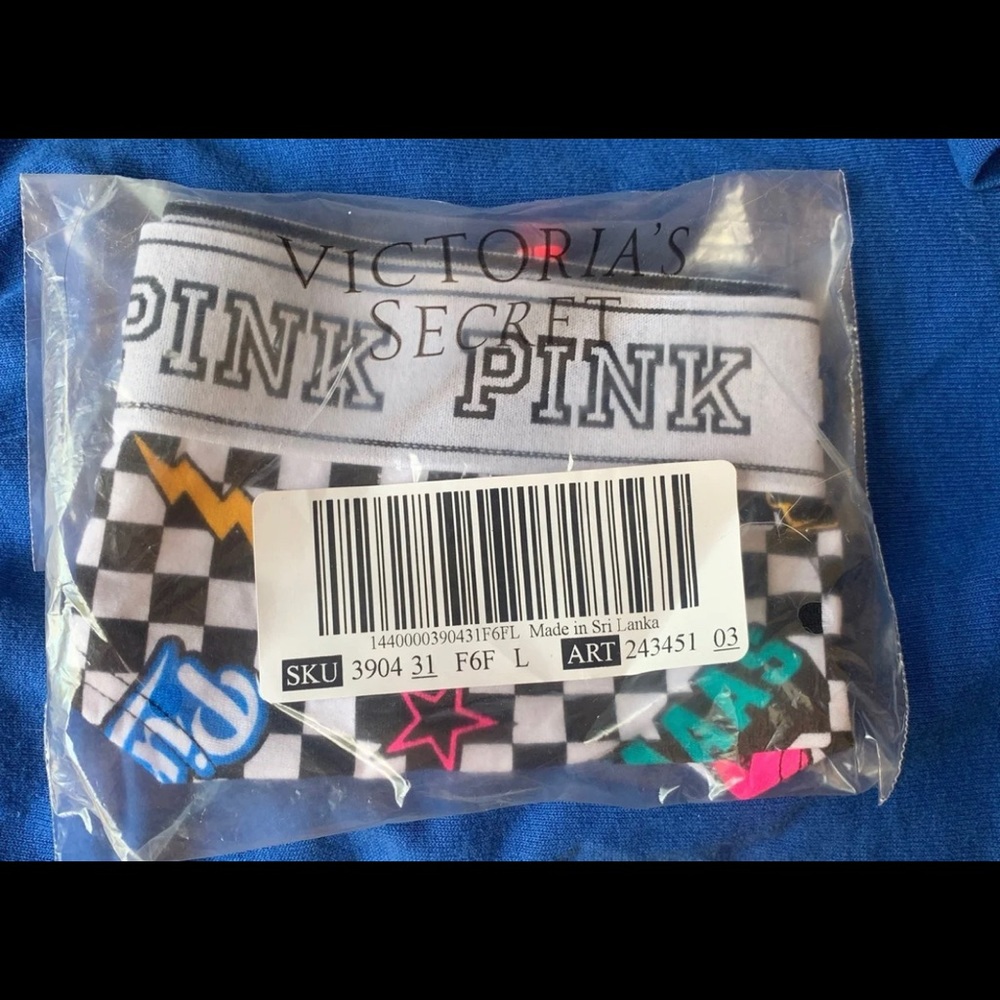 VICTORIA'S
SECRET
PINK PINK
1440000390431F6FL Made in Sri Lanka
SKU 3904 31 F6F L ART 243451 03